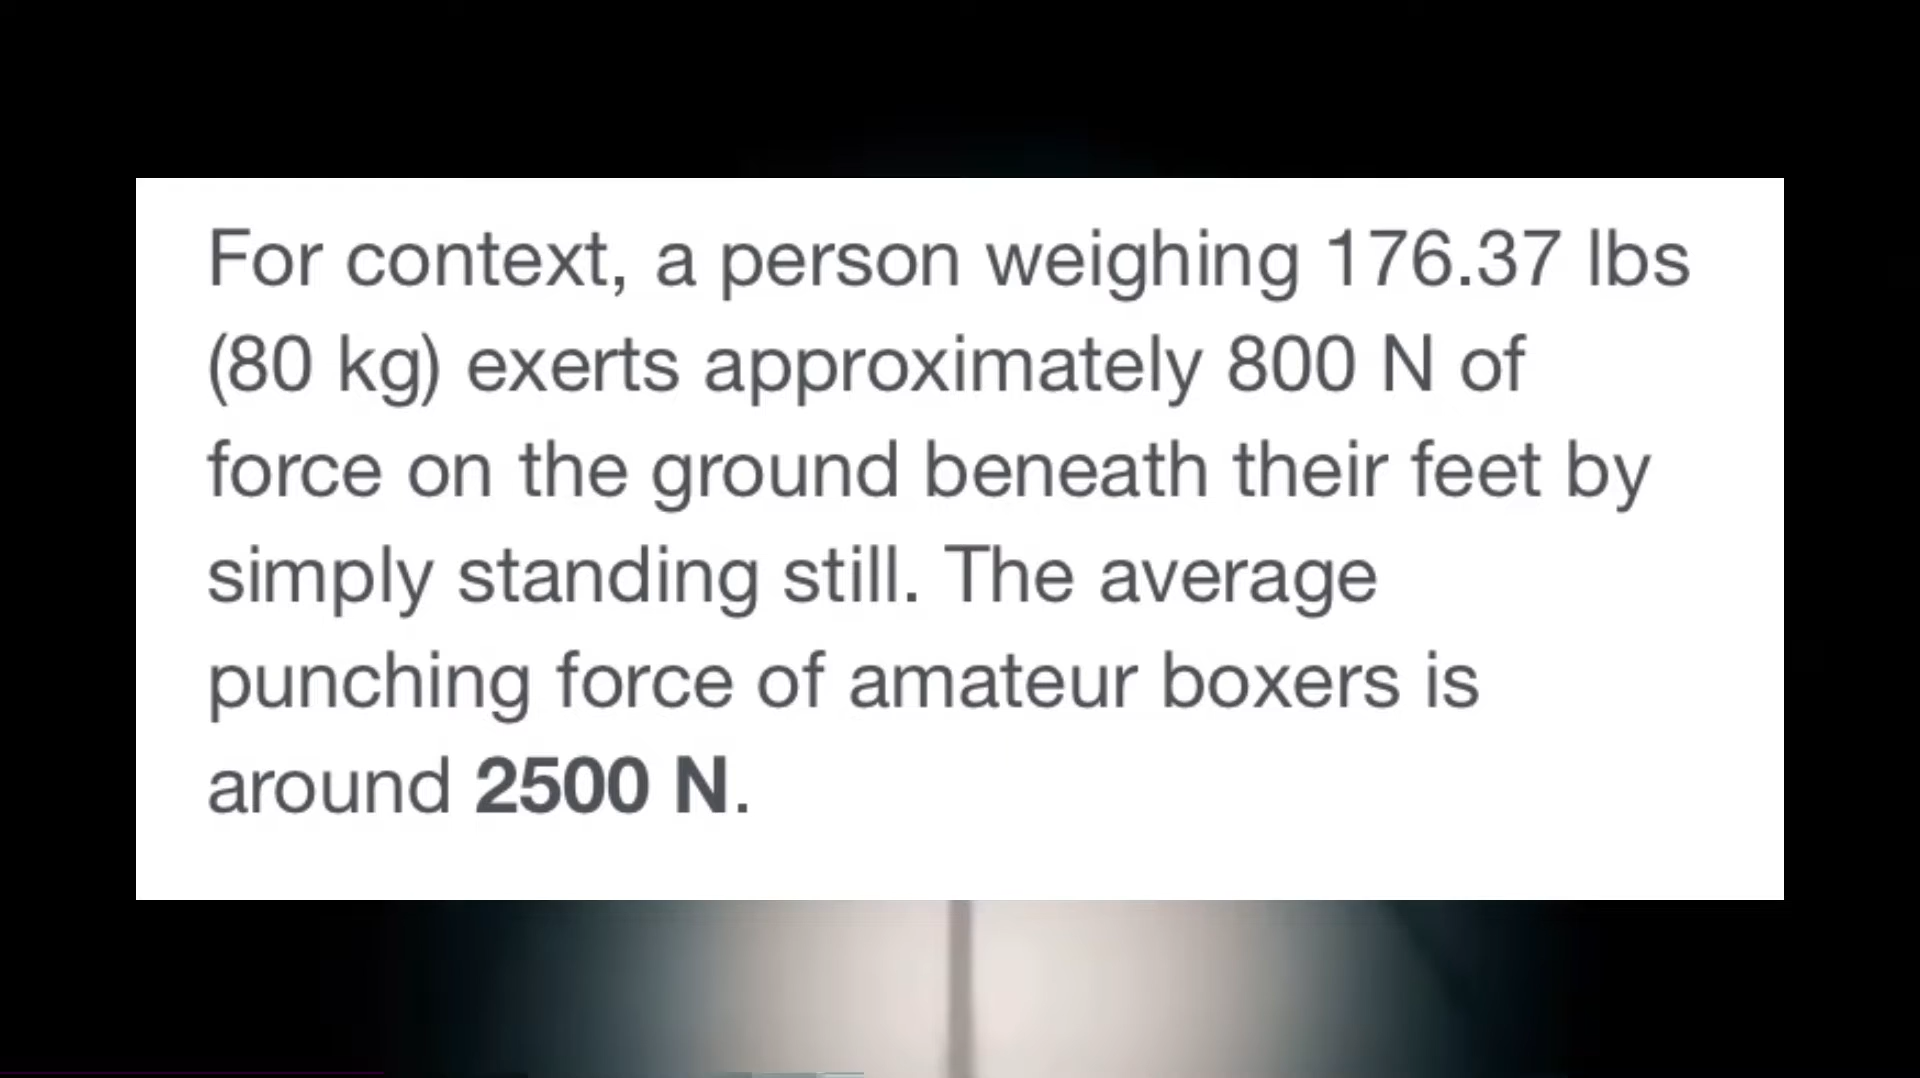 For context, a person weighing 176.37 lbs
(80 kg) exerts approximately 800 N of
force on the ground beneath their feet by
simply standing still. The average
punching force of amateur boxers is
around 2500 N.